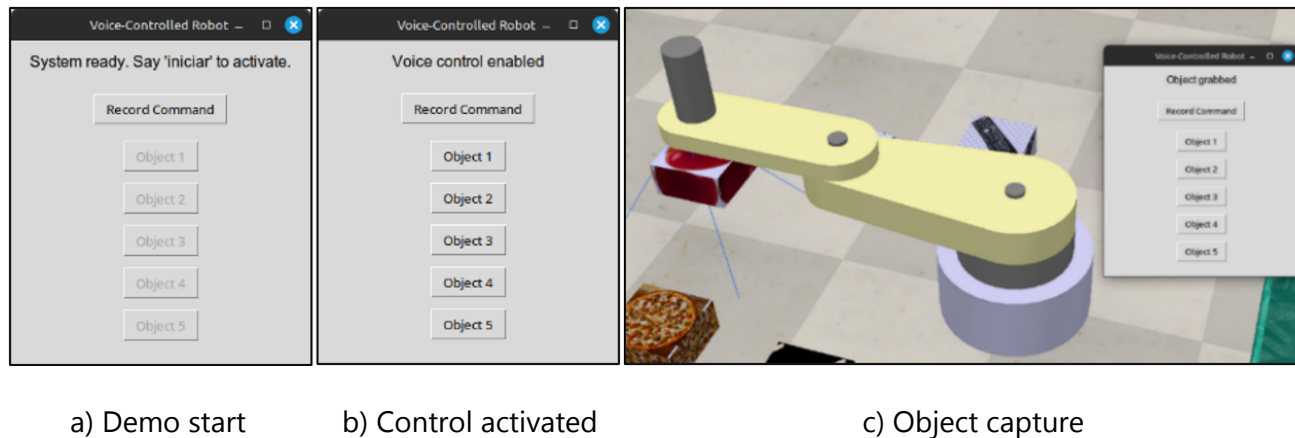 Voice-Controlled Robot
System ready. Say 'iniciar' to activate.
Record Command
Object 1
Object 2
Object 3
Object 4
Object 5
Voice-Controlled Robot
Voice control enabled
Record Command
Object 1
Object 2
Object 3
Object 4
Object 5
Voice-Controlled Robot
Object grabbed
Record Command
Object 1
Object 2
Object 3
Object 4
Object 5
a) Demo start
b) Control activated
c) Object capture